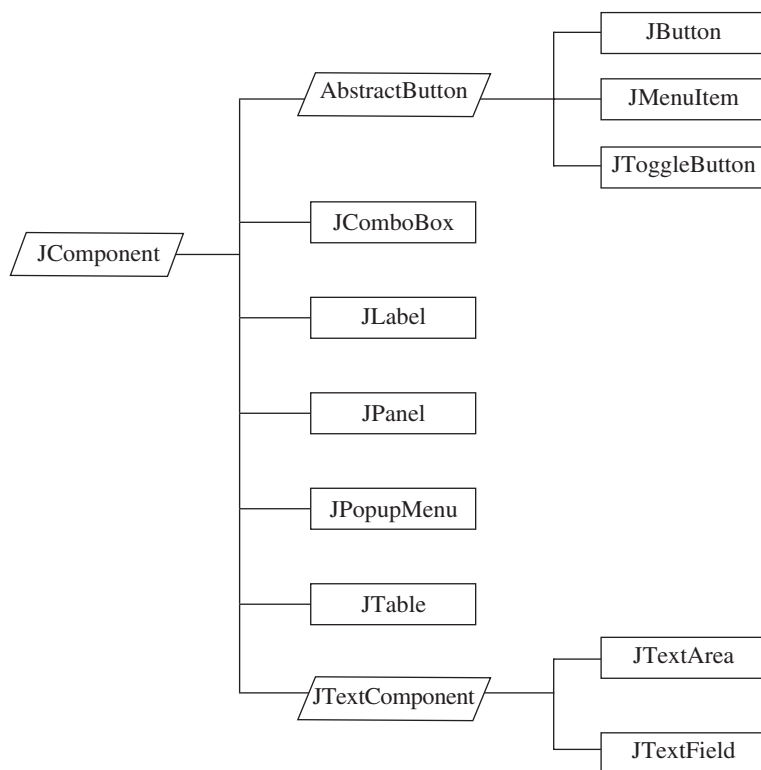 JButton
AbstractButton
JMenuItem
JToggleButton
JComboBox
JComponent
JLabel
JPanel
JPopupMenu
JTable
JTextArea
JTextComponent
JTextField